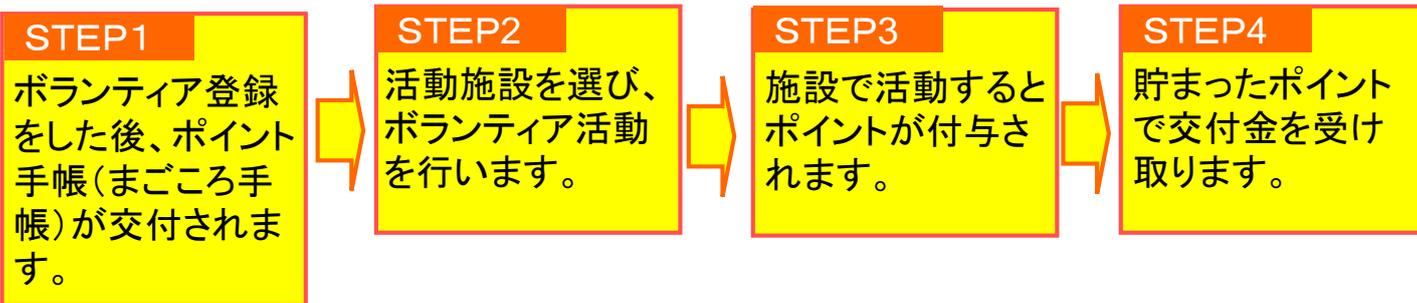 STEP1
ボランティア登録
をした後、ポイント
手帳(まごころ手
帳)が交付されま
す。
STEP2
活動施設を選び、
ボランティア活動
を行います。
STEP3
施設で活動すると
ポイントが付与さ
れます。
STEP4
貯まったポイント
で交付金を受け
取ります。